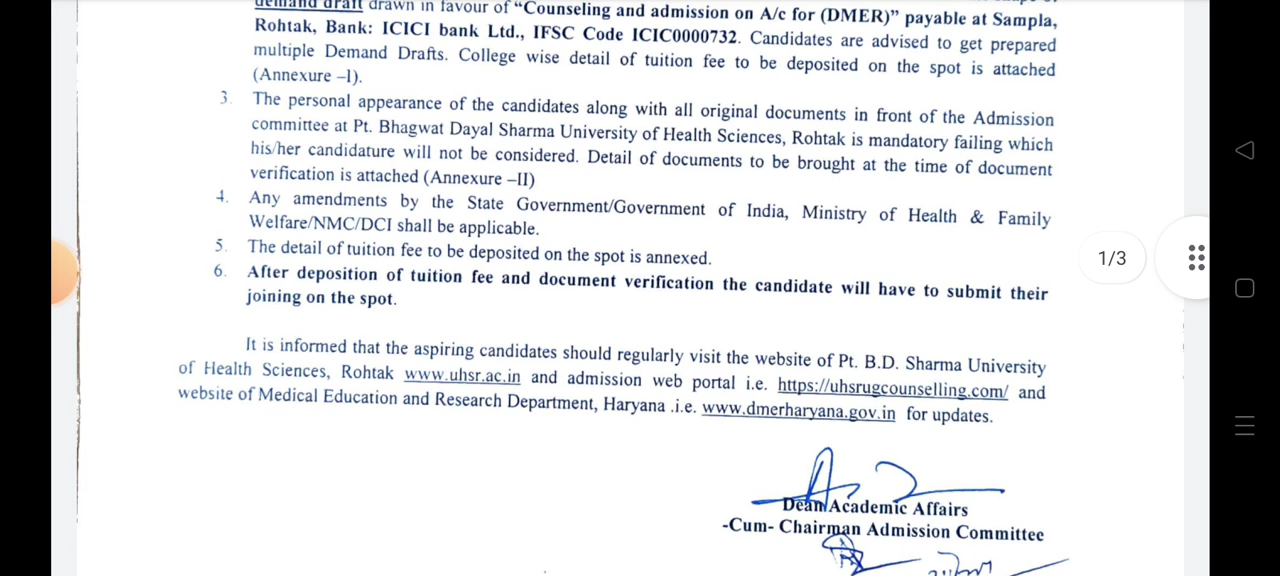 demand draft drawn in favour of “Counseling and admission on A/c for (DMER)” payable at Sampla,
Rohtak, Bank: ICICI bank Ltd., IFSC Code ICIC0000732. Candidates are advised to get prepared
multiple Demand Drafts. College wise detail of tuition fee to be deposited on the spot is attached
(Annexure –I).
3. The personal appearance of the candidates along with all original documents in front of the Admission
committee at Pt. Bhagwat Dayal Sharma University of Health Sciences, Rohtak is mandatory failing which
his/her candidature will not be considered. Detail of documents to be brought at the time of document
verification is attached (Annexure –II)
4. Any amendments by the State Government/Government of India, Ministry of Health & Family
Welfare/NMC/DCI shall be applicable.
5. The detail of tuition fee to be deposited on the spot is annexed.
6. After deposition of tuition fee and document verification the candidate will have to submit their
joining on the spot.
1/3
It is informed that the aspiring candidates should regularly visit the website of Pt. B.D. Sharma University
of Health Sciences, Rohtak www.uhsr.ac.in and admission web portal i.e. https://uhsrugcounselling.com/ and
website of Medical Education and Research Department, Haryana .i.e. www.dmerharyana.gov.in for updates.
Dean Academic Affairs
-Cum- Chairman Admission Committee